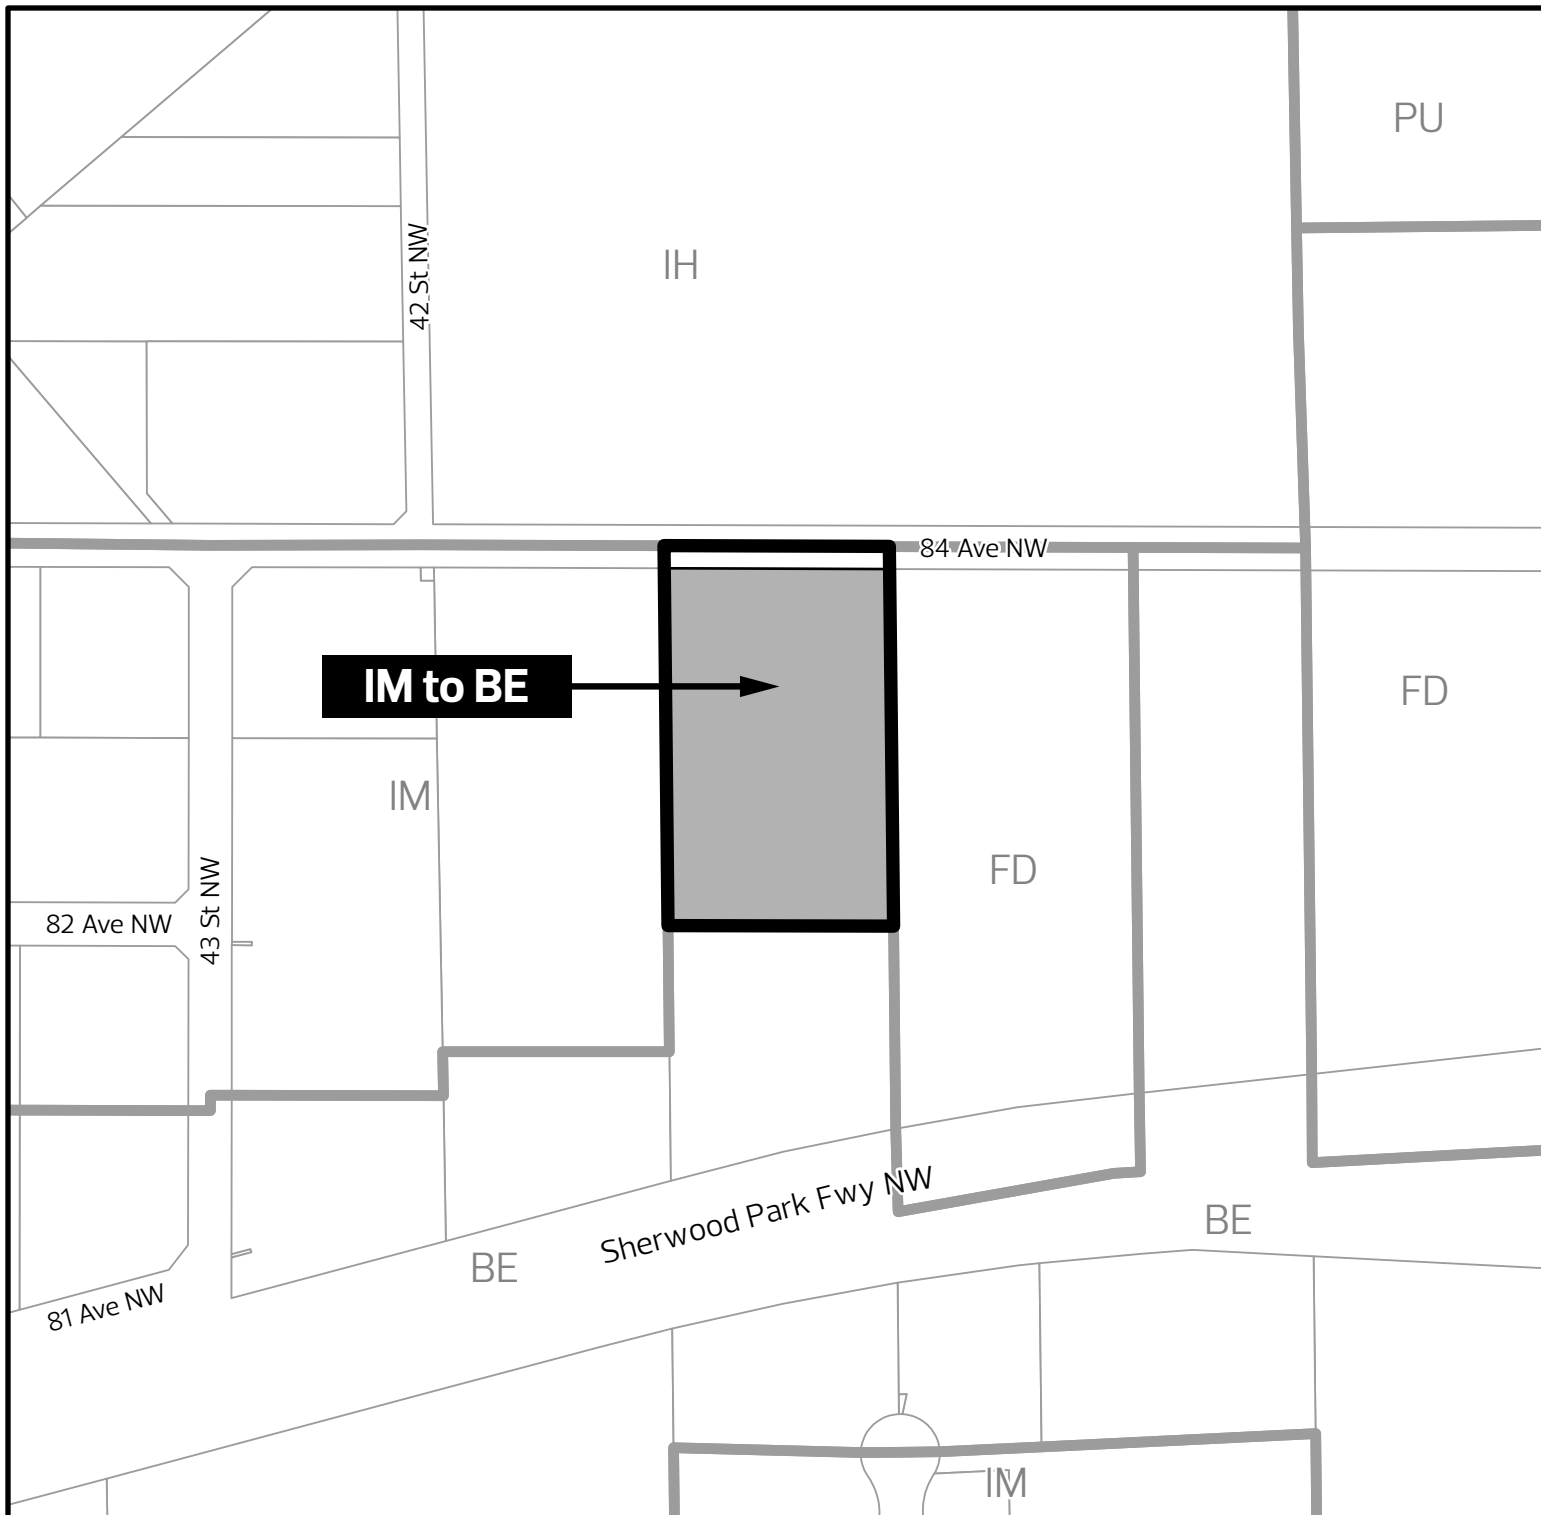 PU
42 St NW
IH
84 Ave NW
IM to BE
FD
IM
FD
43 St NW
82 Ave NW
Sherwood Park Fwy NW
BE
BE
81 Ave NW
IM